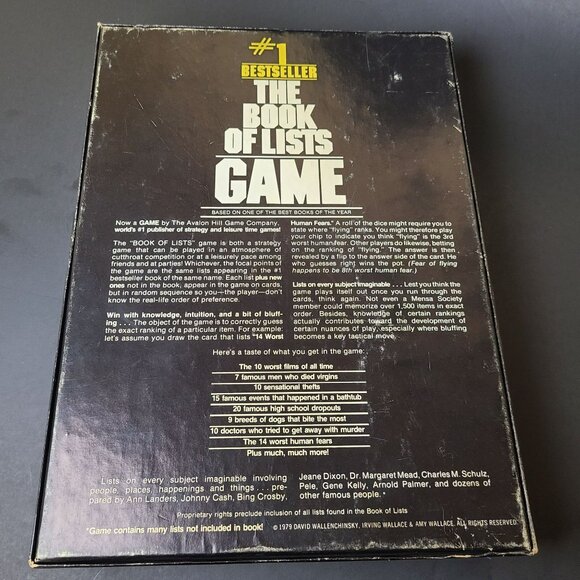 #1
BESTSELLER
THE
BOOK
OF LISTS
GAME
BASED ON ONE OF THE BEST BOOKS OF THE YEAR
Now a GAME by The Avalon Hill Game Company,
world's #1 publisher of strategy and leisure time games!
The "BOOK OF LISTS" game is both a strategy
game that can be played in an atmosphere of
cutthroat competition or at a leisurely pace among
friends and at parties! Whichever, the focal points of
the game are the same lists appearing in the #1
bestseller book of the same name. Each list plus new
ones not in the book, appear in the game on cards,
but in random sequence so you—the player—don't
know the real-life order of preference.
Win with knowledge, intuition, and a bit of bluff-
ing . . . The object of the game is to correctly guess
the exact ranking of a particular item. For example:
let's assume you draw the card that lists "14 Worst
Human Fears." A roll of the dice might require you to
state where "flying" ranks. You might therefore play
your chip to indicate you think "flying" is the 3rd
worst human fear. Other players do likewise, betting
on the ranking of "flying." The answer is then
revealed by a flip to the answer side of the card. He
who guesses right wins the pot. (Fear of flying
happens to be 8th worst human fear.)
Lists on every subject imaginable . . . Lest you think the
game plays itself out once you run through the
cards, think again. Not even a Mensa Society
member could memorize over 1,500 items in exact
order. Besides, knowledge of certain rankings
actually contributes toward the development of
certain nuances of play, especially where bluffing
becomes a key tactical move.
Here's a taste of what you get in the game:
The 10 worst films of all time
7 famous men who died virgins
10 sensational thefts
15 famous events that happened in a bathtub
20 famous high school dropouts
9 breeds of dogs that bite the most
10 doctors who tried to get away with murder
The 14 worst human fears
Plus much, much more!
Lists on every subject imaginable involving
people, places, happenings and things . . . pre-
pared by Ann Landers, Johnny Cash, Bing Crosby,
Jeane Dixon, Dr. Margaret Mead, Charles M. Schulz,
Pele, Gene Kelly, Arnold Palmer, and dozens of
other famous people.*
Proprietary rights preclude inclusion of all lists found in the Book of Lists
*Game contains many lists not included in book!
© 1979 DAVID WALLENCHINSKY, IRVING WALLACE & AMY WALLACE. ALL RIGHTS RESERVED.